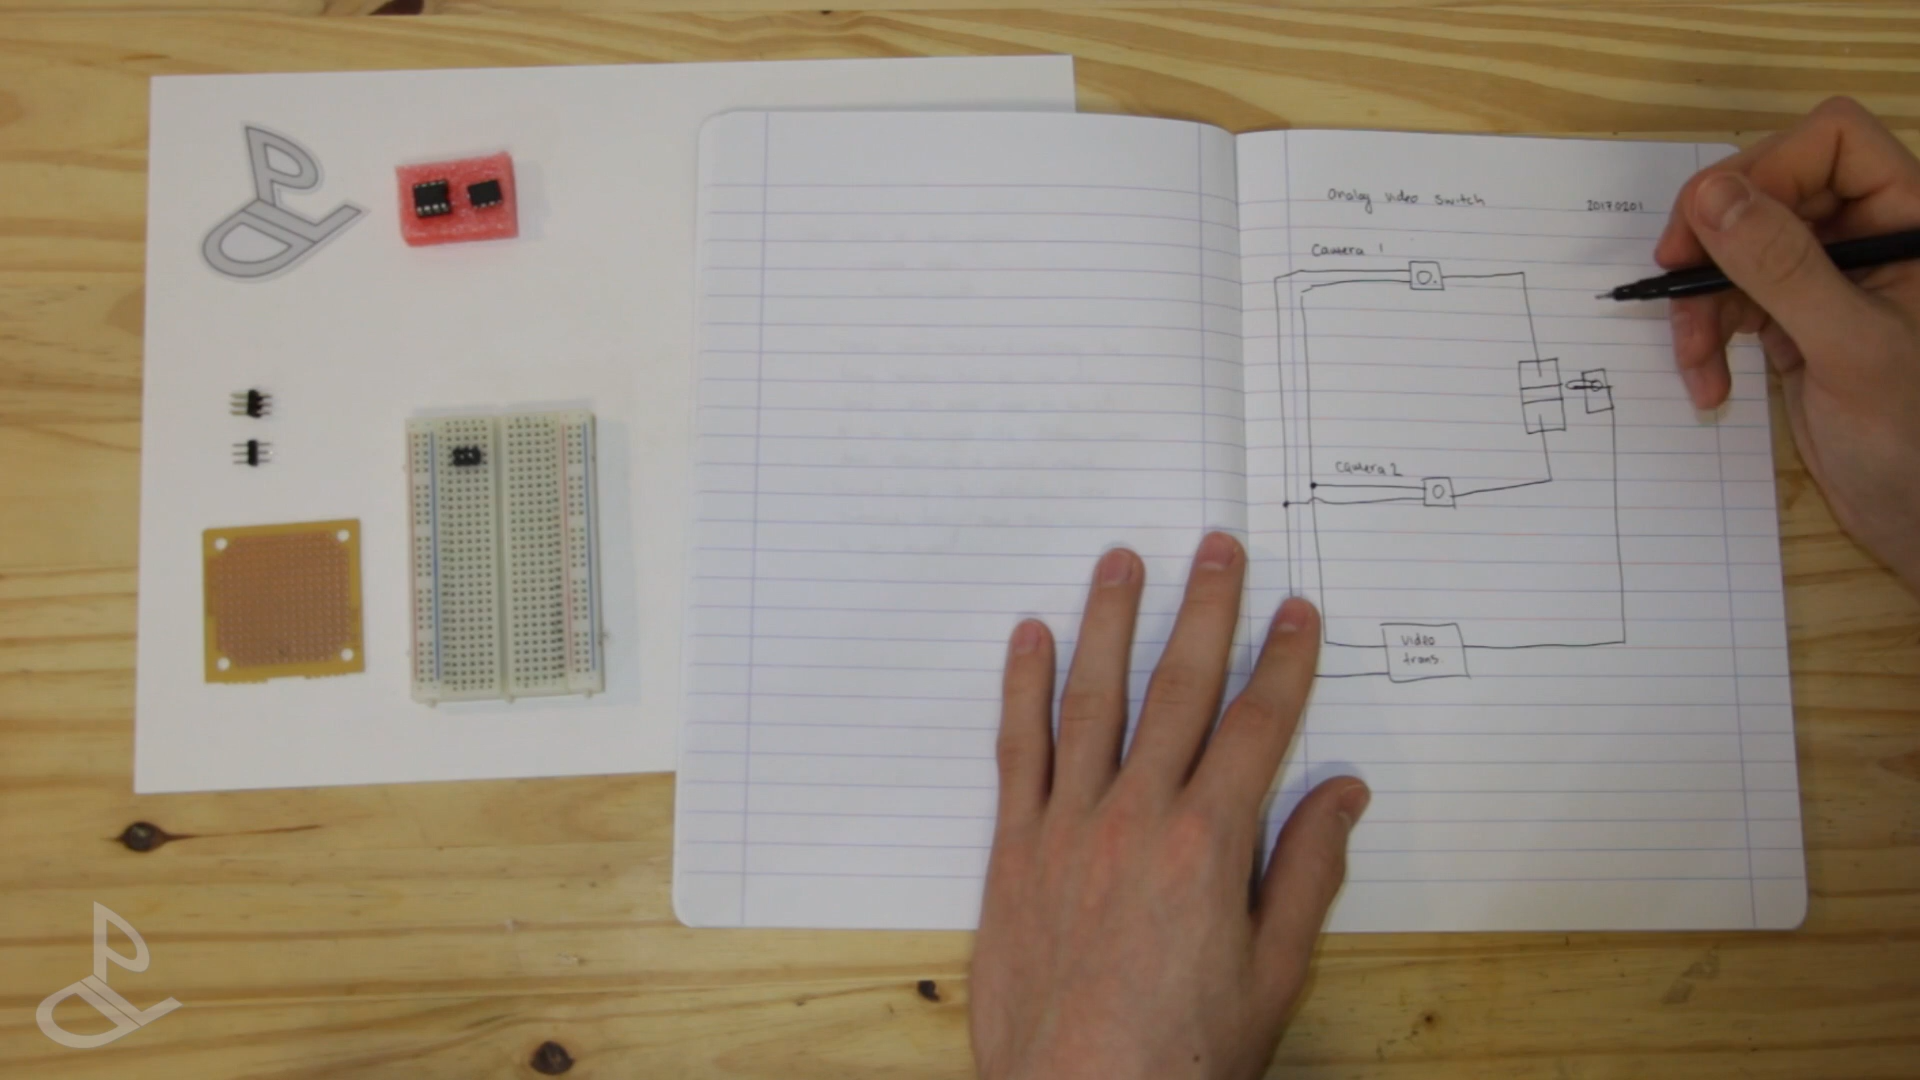 analog video switch 20170201
Camera 1
Camera 2
video
trans.